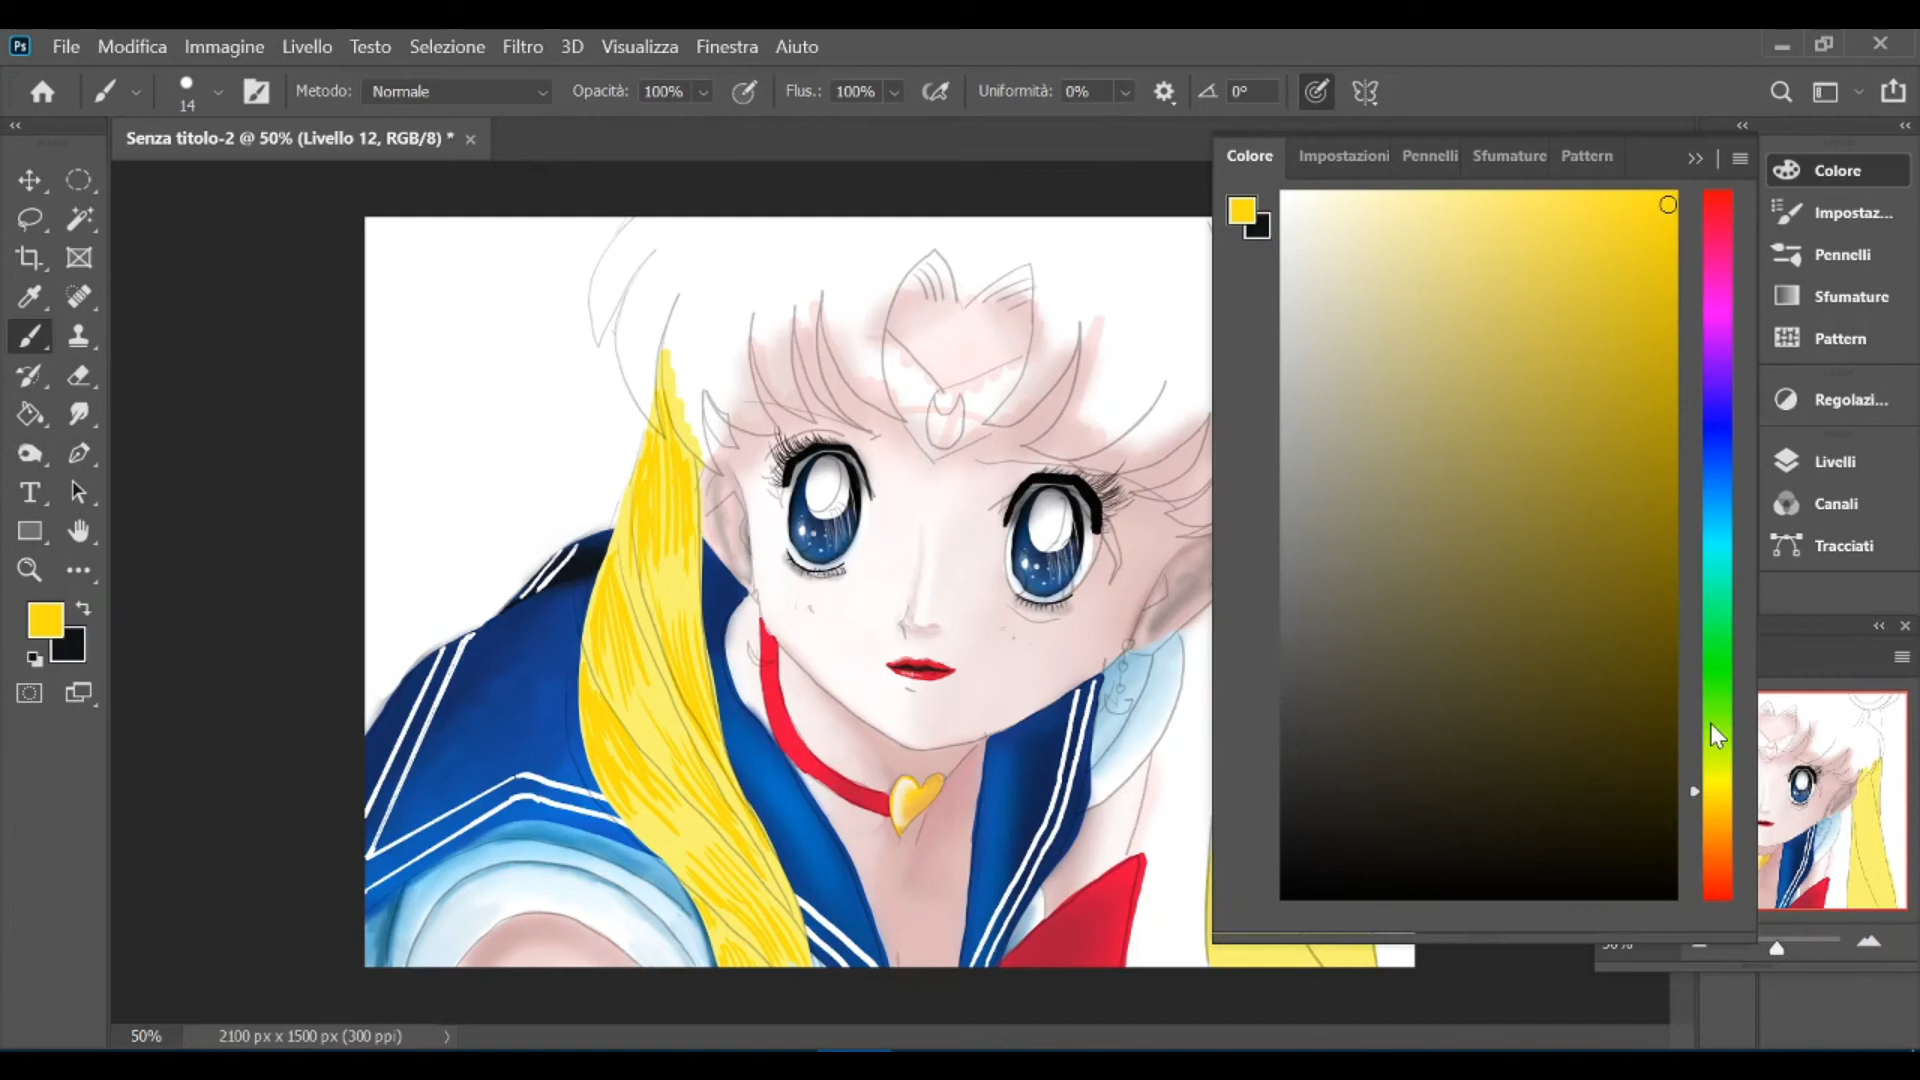 Ps File Modifica Immagine Livello Testo Selezione Filtro 3D Visualizza Finestra Aiuto
14 Metodo: Normale Opacità: 100% Flus.: 100% Uniformità: 0% 0°
Senza titolo-2 @ 50% (Livello 12, RGB/8) *
Colore Impostazioni Pennelli Sfumature Pattern
Colore
Impostaz...
Pennelli
Sfumature
Pattern
Regolazi...
Livelli
Canali
Tracciati
50% 2100 px x 1500 px (300 ppi)